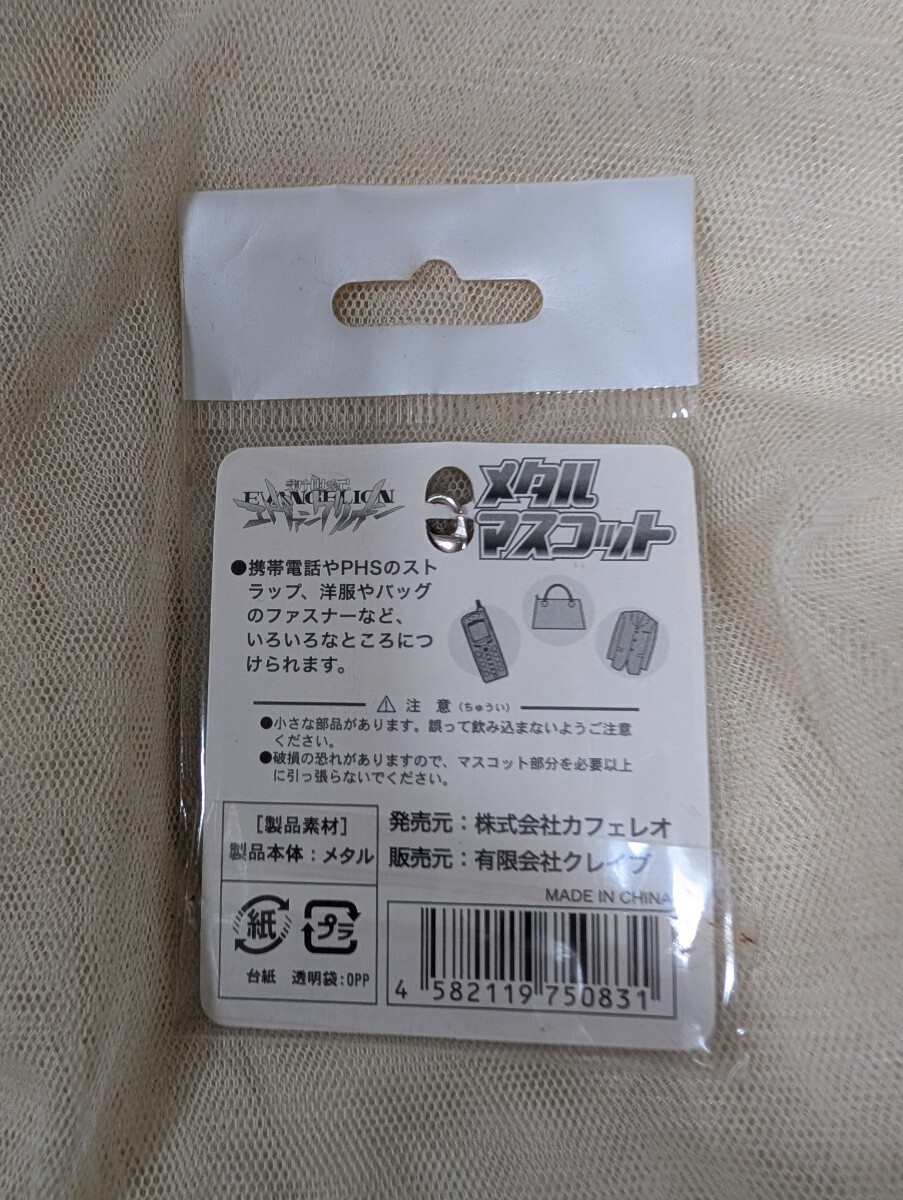 新世紀
EVANGELION
エヴァンゲリオン
メタル
マスコット
●携帯電話やPHSのスト
ラップ、洋服やバッグ
のファスナーなど、
いろいろなところにつ
けられます。
注 意(ちゅうい)
●小さな部品があります。誤って飲み込まないようご注意
ください。
●破損の恐れがありますので、マスコット部分を必要以上
に引っ張らないでください。
[製品素材]
製品本体:メタル
発売元:株式会社カフェレオ
販売元:有限会社クレイブ
MADE IN CHINA
紙
プラ
台紙 透明袋:OPP
4 582119 750831